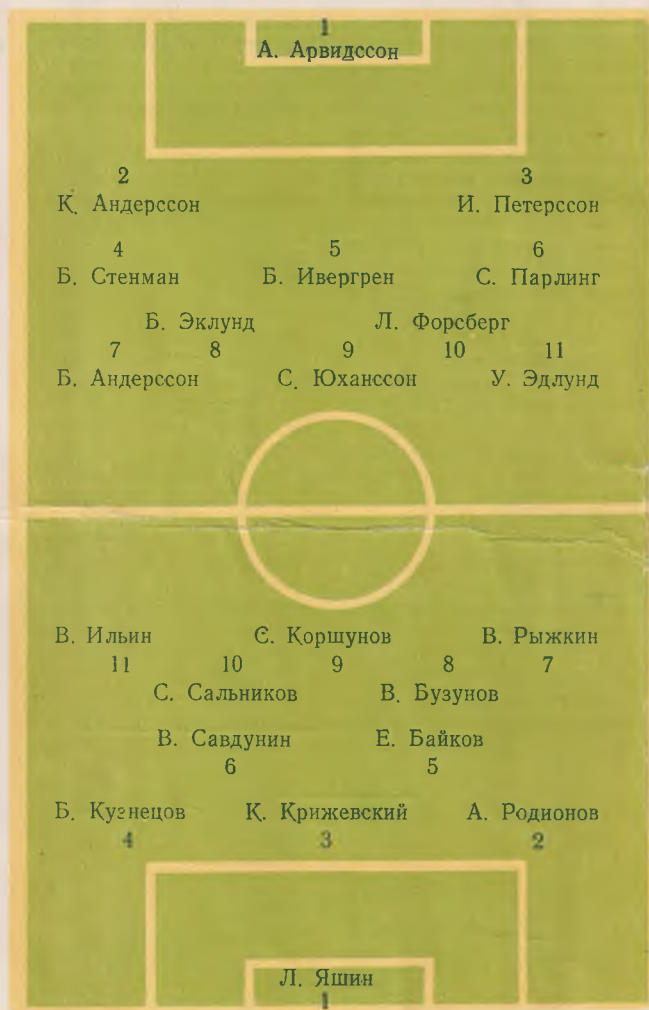 1
А. Арвидссон
2 3
К. Андерссон И. Петерссон
4 5 6
Б. Стенман Б. Ивергрен С. Парлинг
Б. Эклунд Л. Форсберг
7 8 9 10 11
Б. Андерссон С. Юханссон У. Эдлунд
В. Ильин С. Коршунов В. Рыжкин
11 10 9 8 7
С. Сальников В. Бузунов
В. Савдунин Е. Байков
6 5
Б. Кузнецов К. Крижевский А. Родионов
4 3 2
Л. Яшин
1